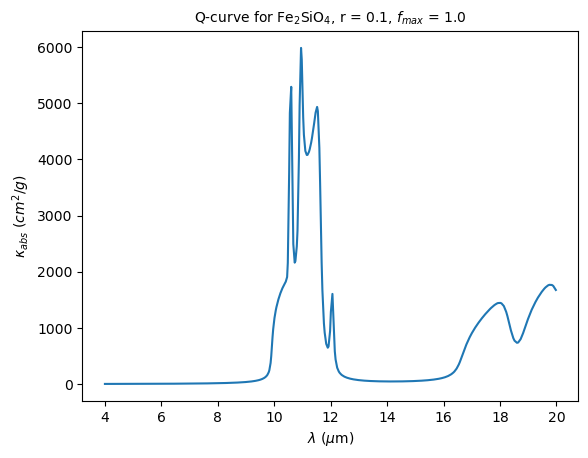 Q-curve for Fe₂SiO₄, r = 0.1, fₘₐₓ = 1.0
κₐbₛ (cm²/g)
6000
5000
4000
3000
2000
1000
0
4 6 8 10 12 14 16 18 20
λ (μm)